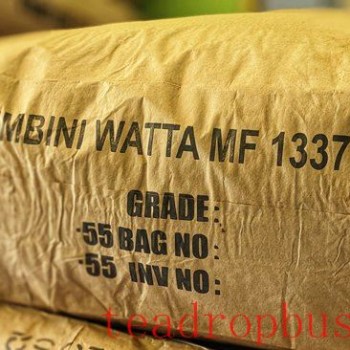 MBINI WATTA MF 1337
GRADE:
-55 BAG NO:
-55 INV NO:
teadropbus